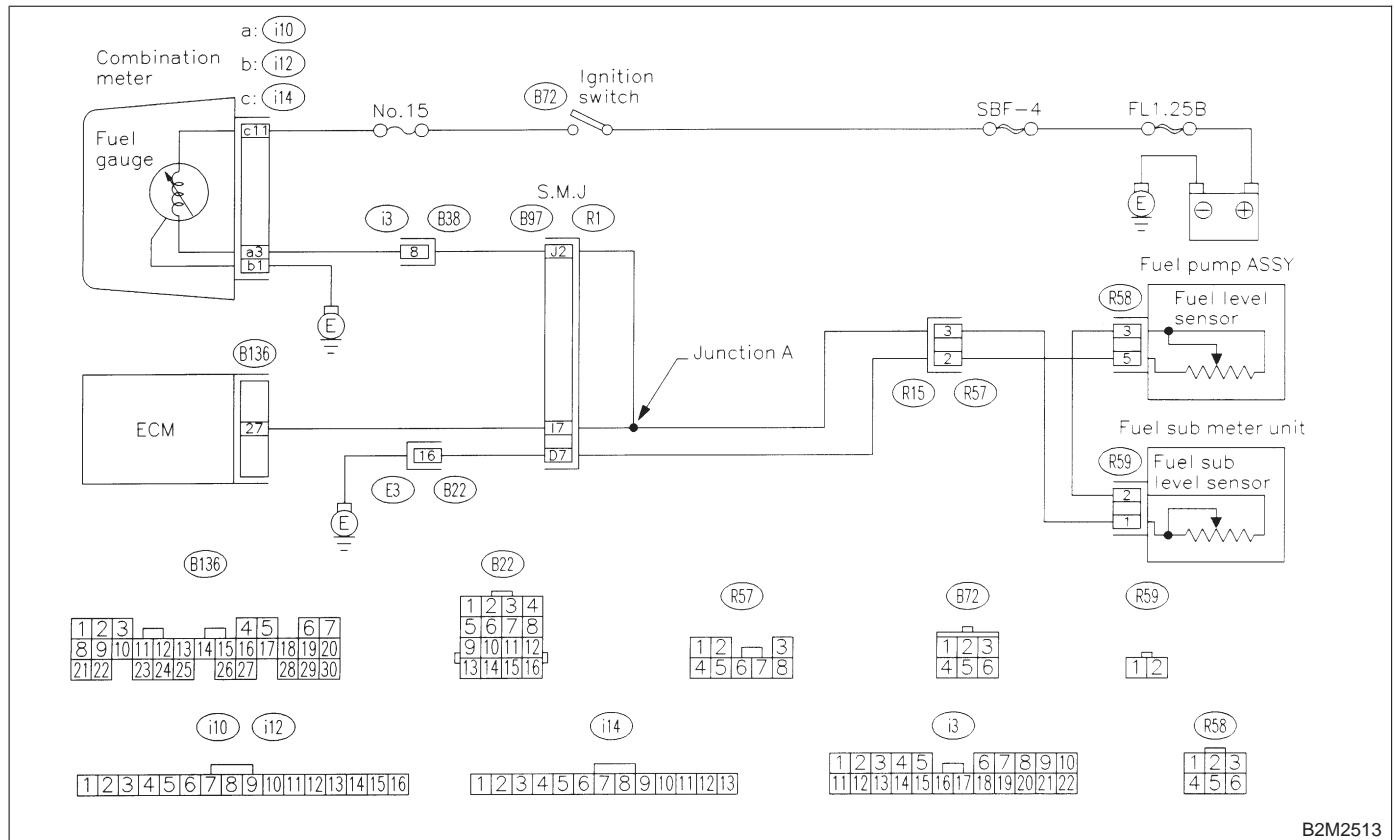 a: i10
Combination meter
b: i12
c: i14
Fuel gauge
c11
No.15
B72
Ignition switch
SBF-4
FL1.25B
E
⊖ ⊕
S.M.J
i3
B38
B97
R1
a3
8
J2
b1
E
Fuel pump ASSY
R58
Fuel level sensor
3
3
5
2
Junction A
R15
R57
B136
ECM
27
I7
16
D7
E3
B22
E
Fuel sub meter unit
R59
Fuel sub level sensor
2
1
B136
1 2 3 4 5 6 7
8 9 10 11 12 13 14 15 16 17 18 19 20
21 22 23 24 25 26 27 28 29 30
B22
1 2 3 4
5 6 7 8
9 10 11 12
13 14 15 16
R57
1 2 3
4 5 6 7 8
B72
1 2 3
4 5 6
R59
1 2
i10 i12
1 2 3 4 5 6 7 8 9 10 11 12 13 14 15 16
i14
1 2 3 4 5 6 7 8 9 10 11 12 13
i3
1 2 3 4 5 6 7 8 9 10
11 12 13 14 15 16 17 18 19 20 21 22
R58
1 2 3
4 5 6
B2M2513